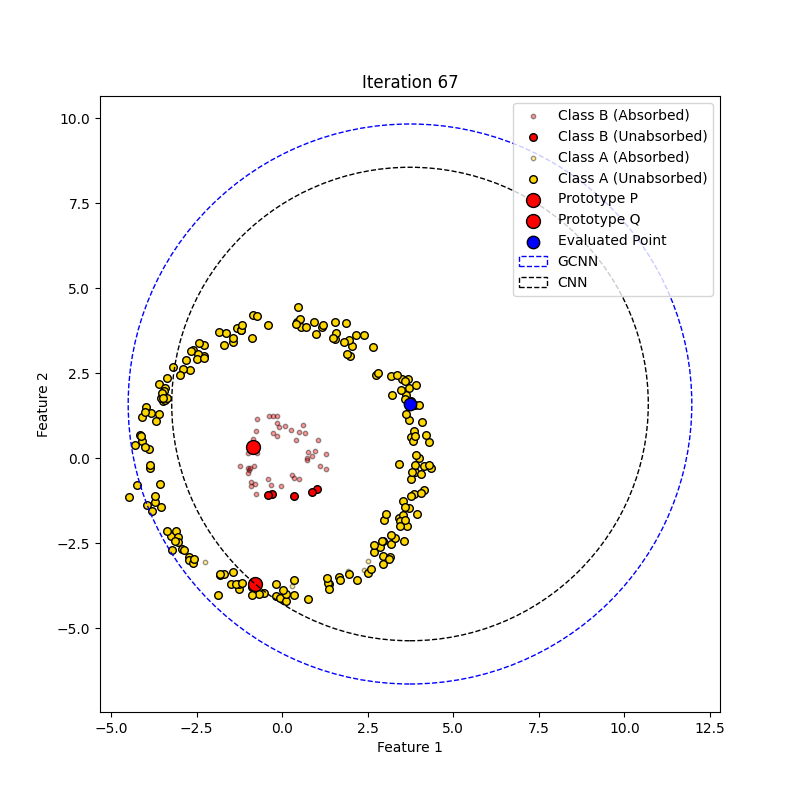 Iteration 67
Class B (Absorbed)
Class B (Unabsorbed)
Class A (Absorbed)
Class A (Unabsorbed)
Prototype P
Prototype Q
Evaluated Point
GCNN
CNN
10.0
7.5
5.0
2.5
0.0
−2.5
−5.0
Feature 2
−5.0 −2.5 0.0 2.5 5.0 7.5 10.0 12.5
Feature 1